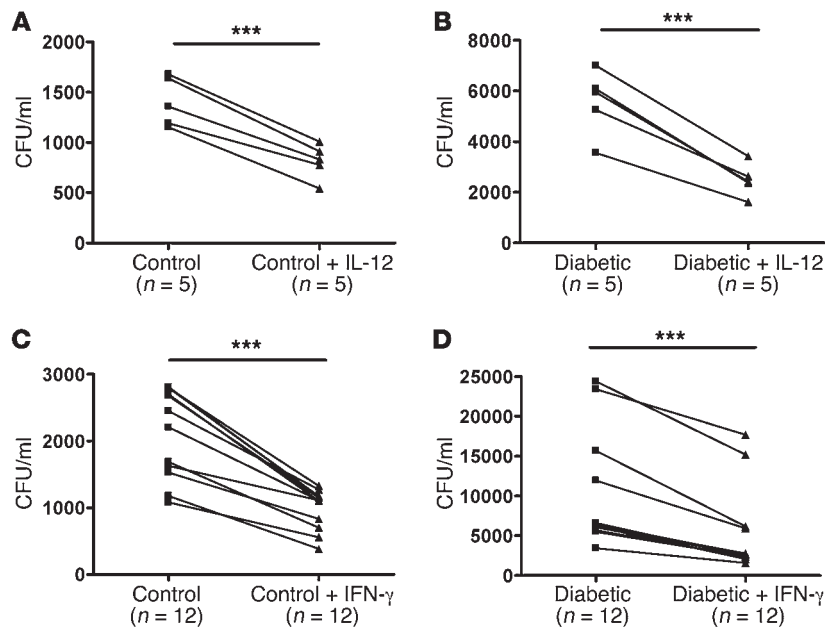 A
***
CFU/ml
2000
1500
1000
500
0
Control
(n = 5)
Control + IL-12
(n = 5)
B
***
CFU/ml
8000
6000
4000
2000
0
Diabetic
(n = 5)
Diabetic + IL-12
(n = 5)
C
***
CFU/ml
3000
2000
1000
0
Control
(n = 12)
Control + IFN-γ
(n = 12)
D
***
CFU/ml
25000
20000
15000
10000
5000
0
Diabetic
(n = 12)
Diabetic + IFN-γ
(n = 12)